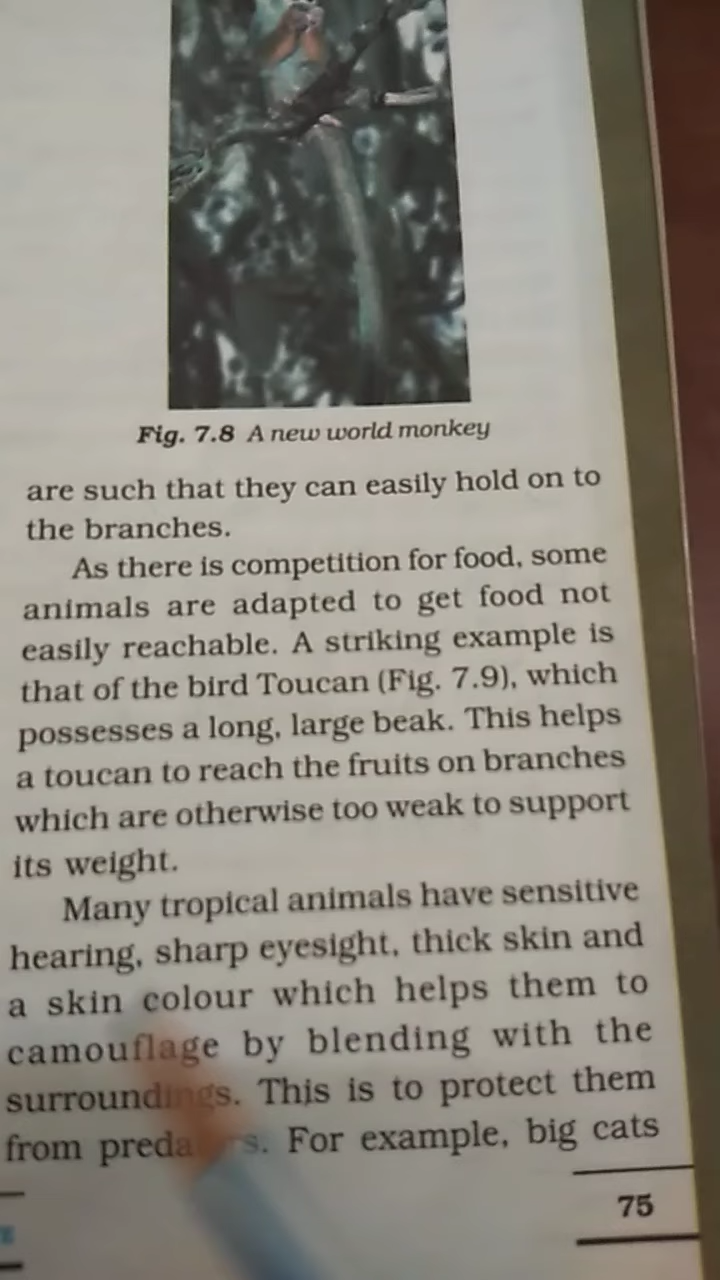 Fig. 7.8 A new world monkey
are such that they can easily hold on to
the branches.
As there is competition for food, some
animals are adapted to get food not
easily reachable. A striking example is
that of the bird Toucan (Fig. 7.9), which
possesses a long, large beak. This helps
a toucan to reach the fruits on branches
which are otherwise too weak to support
its weight.
Many tropical animals have sensitive
hearing, sharp eyesight, thick skin and
a skin colour which helps them to
camouflage by blending with the
surroundings. This is to protect them
from predators. For example, big cats
75